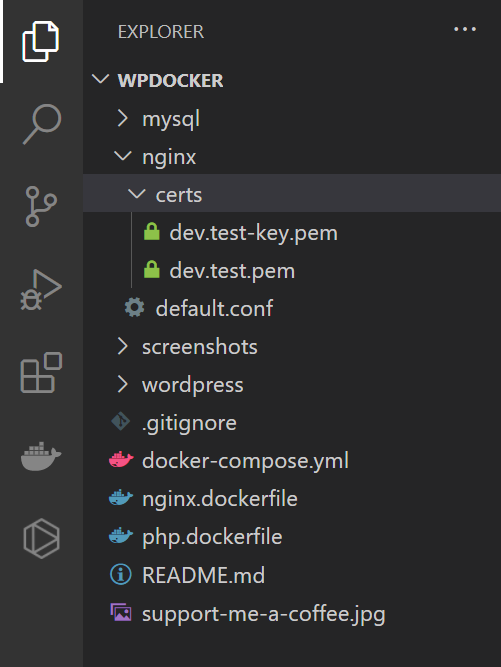 EXPLORER
WPDOCKER
mysql
nginx
certs
dev.test-key.pem
dev.test.pem
default.conf
screenshots
wordpress
.gitignore
docker-compose.yml
nginx.dockerfile
php.dockerfile
README.md
support-me-a-coffee.jpg